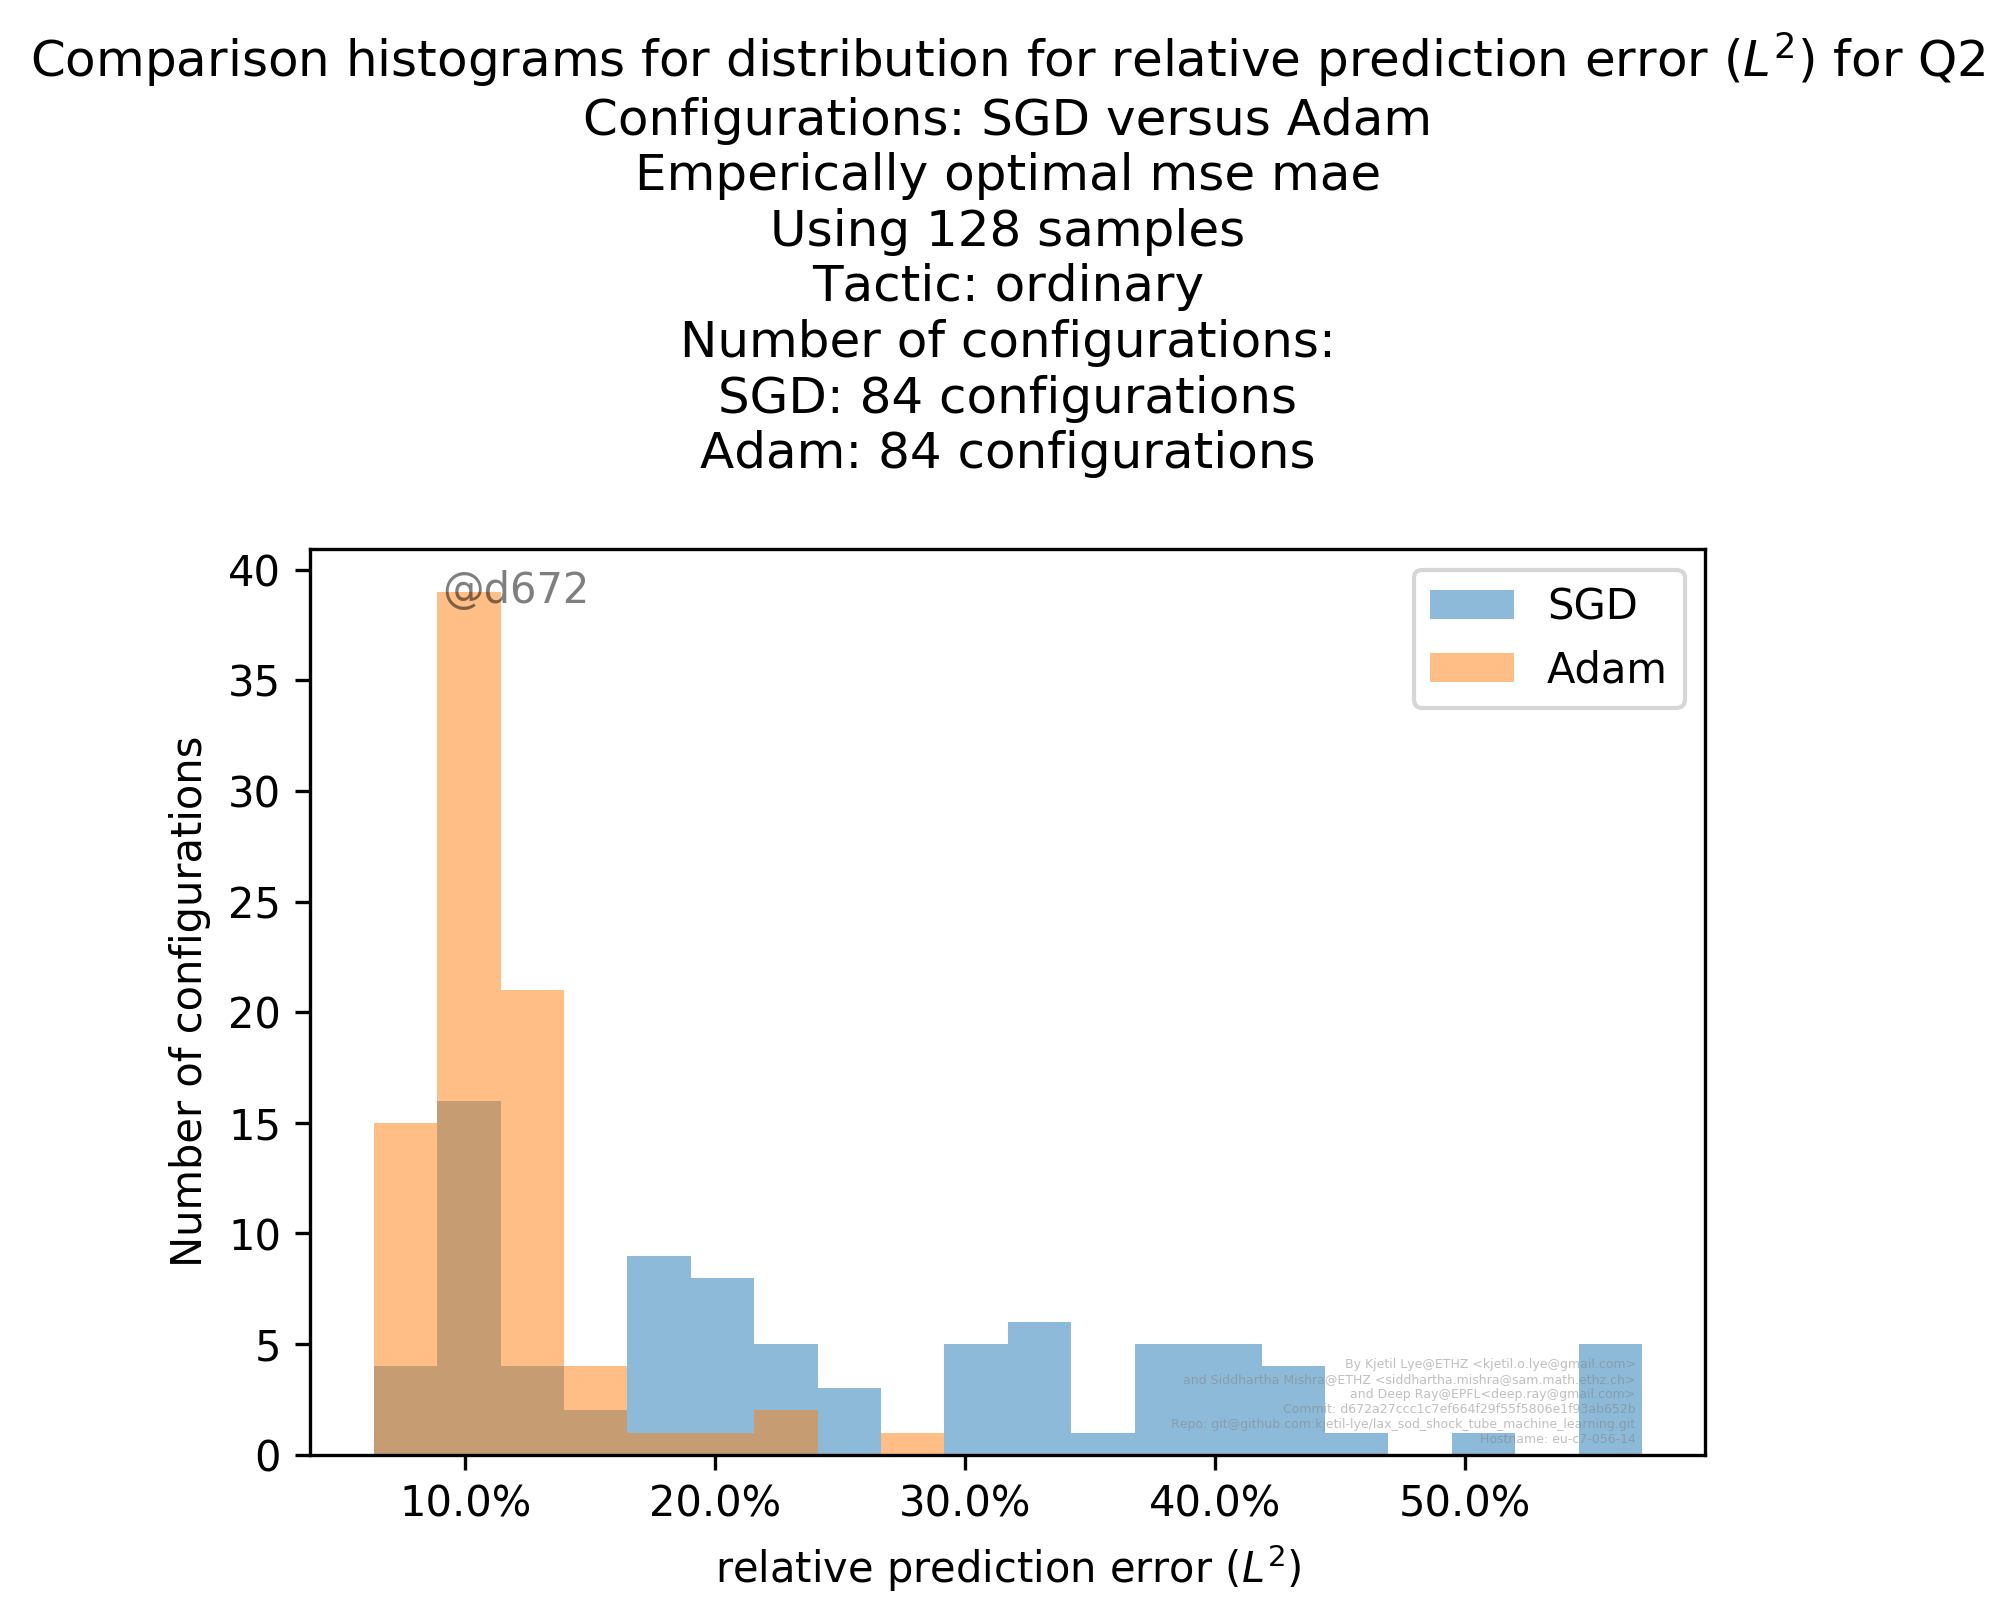 Comparison histograms for distribution for relative prediction error (L²) for Q2
Configurations: SGD versus Adam
Emperically optimal mse mae
Using 128 samples
Tactic: ordinary
Number of configurations:
SGD: 84 configurations
Adam: 84 configurations
@d672
SGD
Adam
Number of configurations
40
35
30
25
20
15
10
5
0
By Kjetil Lye@ETHZ <kjetil.o.lye@gmail.com>
and Siddhartha Mishra@ETHZ <siddhartha.mishra@sam.math.ethz.ch>
and Deep Ray@EPFL<deep.ray@gmail.com>
Commit: d672a27ccc1c7ef664f29f55f5806e1f93ab652b
Repo: git@github.com:kjetil-lye/lax_sod_shock_tube_machine_learning.git
Hostname: eu-c7-056-14
10.0% 20.0% 30.0% 40.0% 50.0%
relative prediction error (L²)